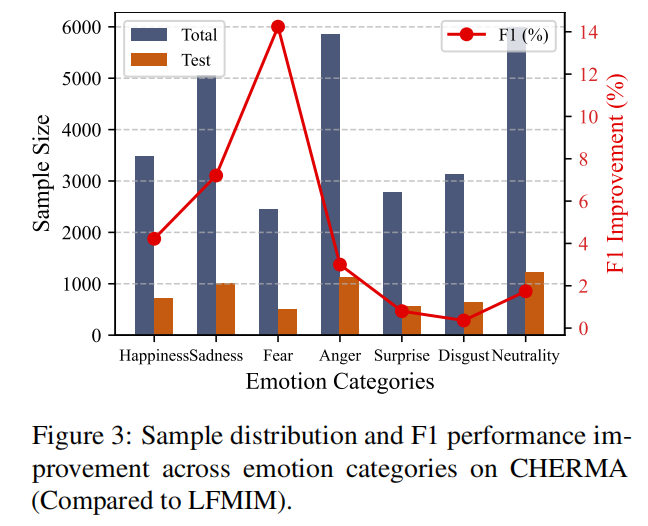 Total
Test
F1 (%)
6000
5000
4000
3000
2000
1000
0
Sample Size
14
12
10
8
6
4
2
0
F1 Improvement (%)
Happiness Sadness Fear Anger Surprise Disgust Neutrality
Emotion Categories
Figure 3: Sample distribution and F1 performance im-
provement across emotion categories on CHERMA
(Compared to LFMIM).